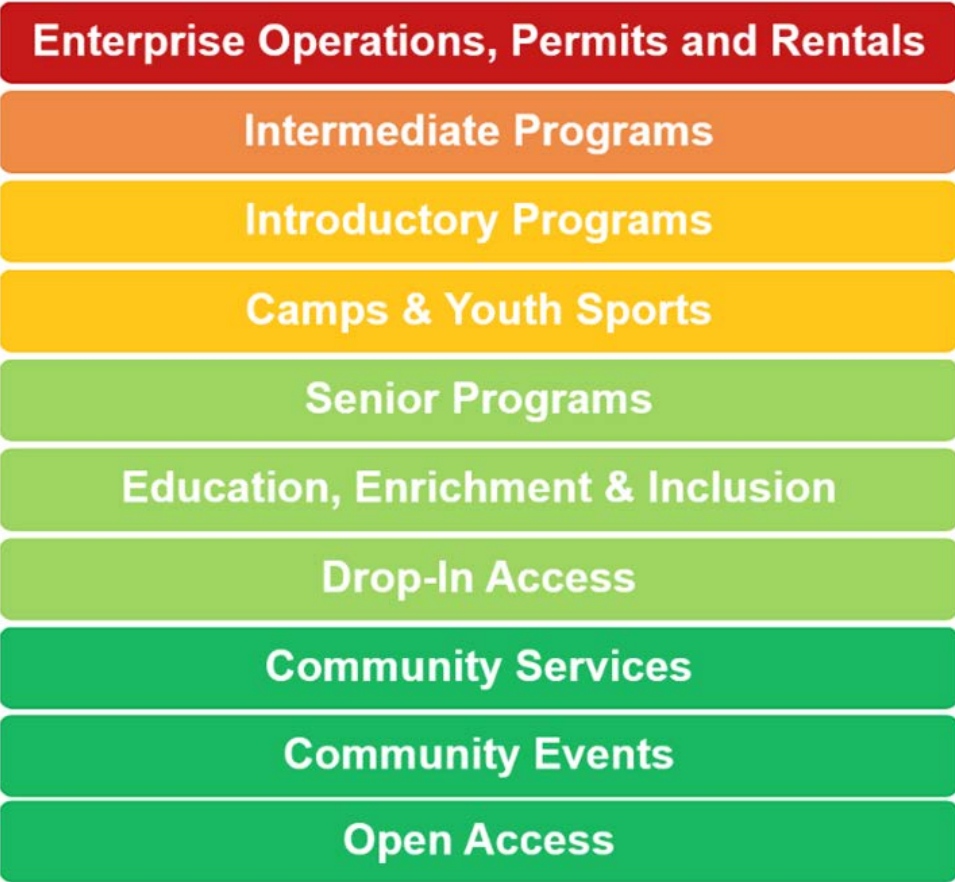 Enterprise Operations, Permits and Rentals
Intermediate Programs
Introductory Programs
Camps & Youth Sports
Senior Programs
Education, Enrichment & Inclusion
Drop-In Access
Community Services
Community Events
Open Access